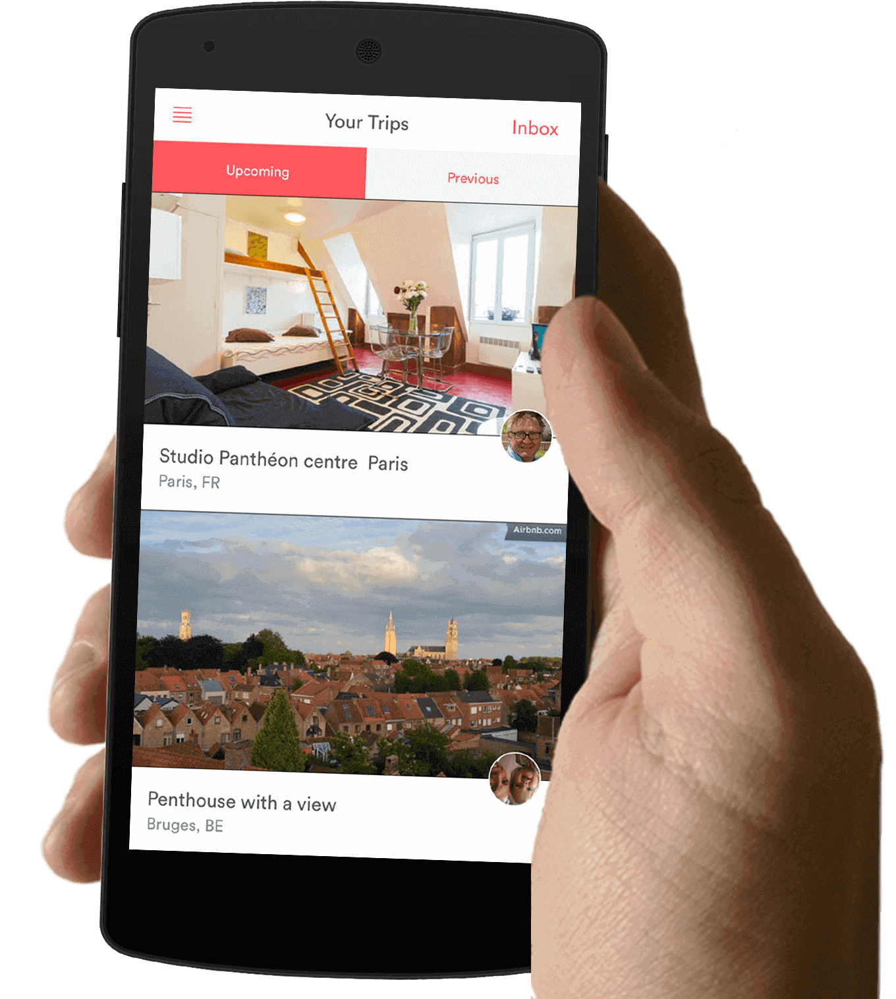 Your Trips
Inbox
Upcoming
Previous
Studio Panthéon centre Paris
Paris, FR
Airbnb.com
Penthouse with a view
Bruges, BE